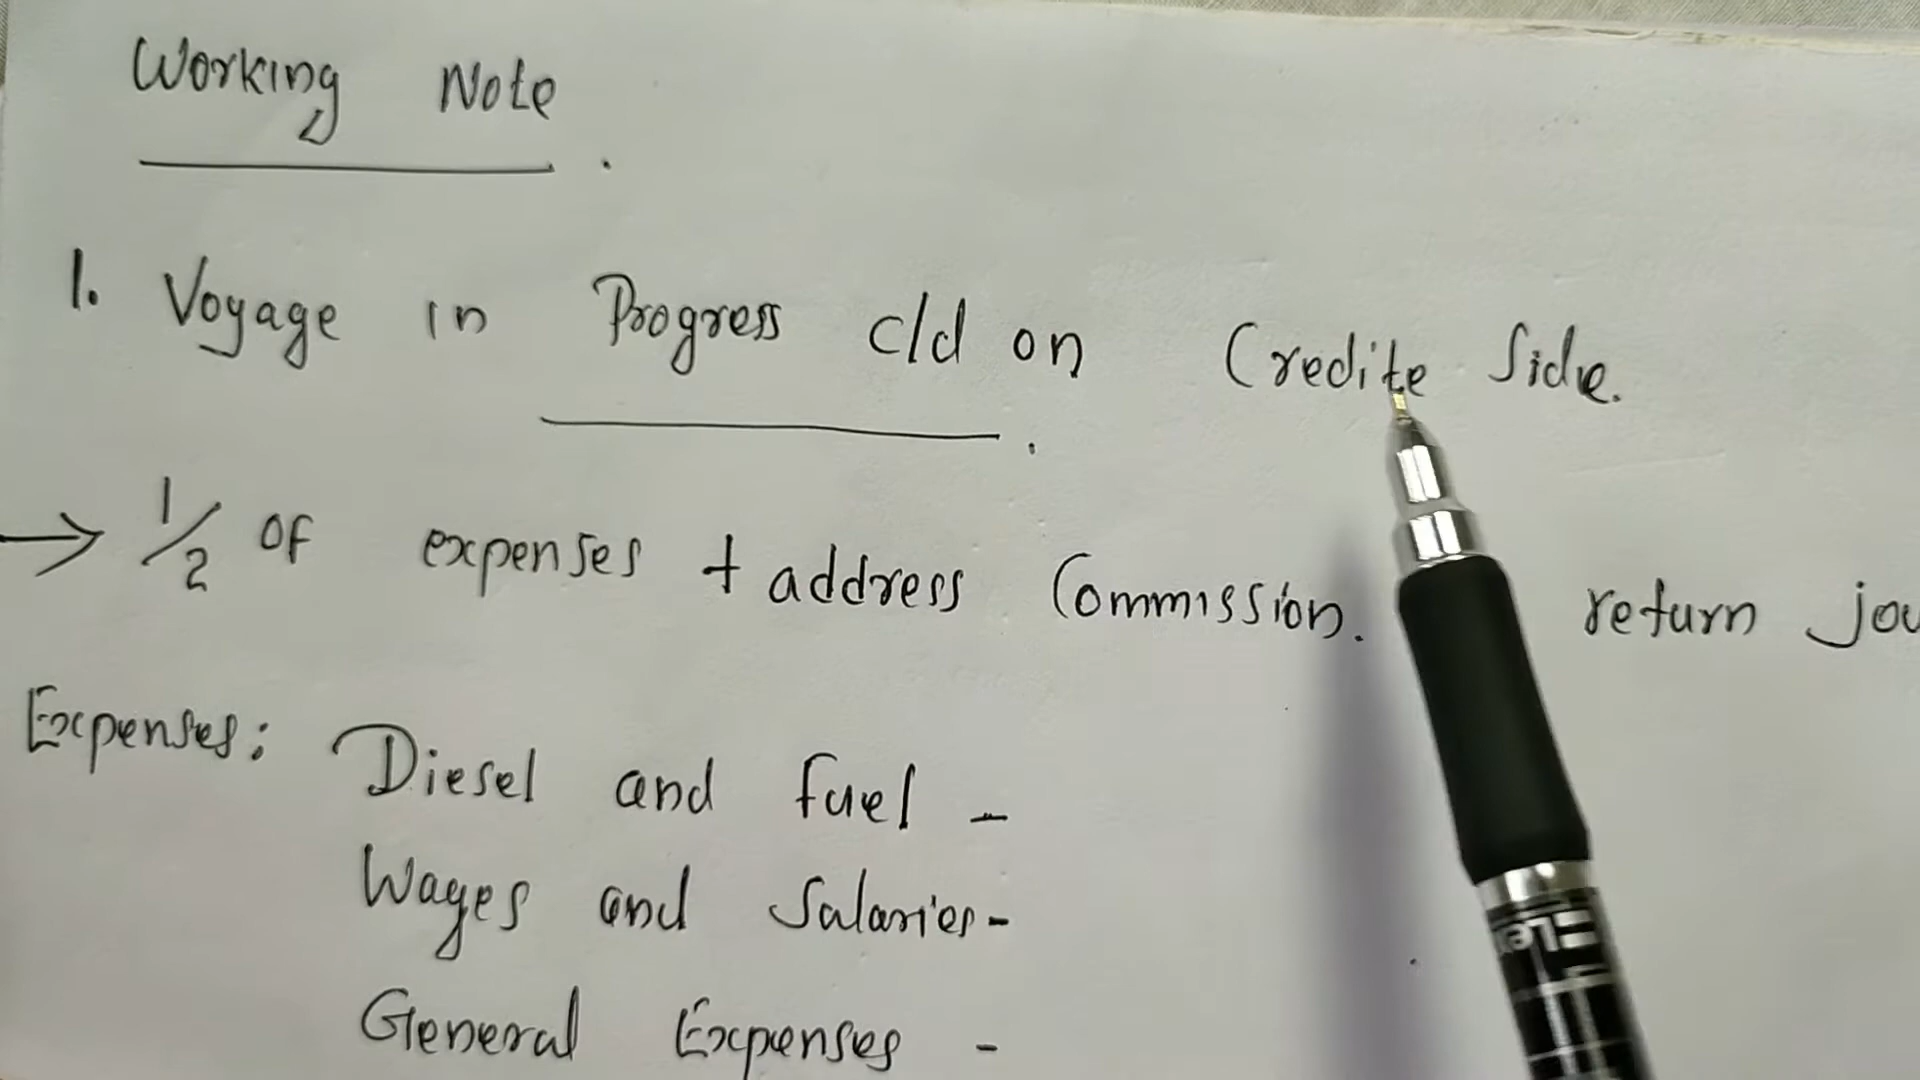 Working Note
1. Voyage in Progress c/d on Credite Side.
→ 1/2 of expenses + address Commission. return jou
Expenses: Diesel and fuel -
Wages and Salaries -
General Expenses -